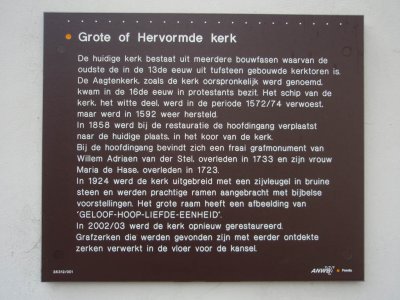 Grote of Hervormde kerk
De huidige kerk bestaat uit meerdere bouwfasen waarvan de
oudste de in de 13de eeuw uit tufsteen gebouwde kerktoren is.
De Aagtenkerk, zoals de kerk oorspronkelijk werd genoemd,
kwam in de 16de eeuw in protestants bezit. Het schip van de
kerk, het witte deel, werd in de periode 1572/74 verwoest,
maar werd in 1592 weer hersteld.
In 1858 werd bij de restauratie de hoofdingang verplaatst
naar de huidige plaats, in het koor van de kerk.
Bij de hoofdingang bevindt zich een fraai grafmonument van
Willem Adriaen van der Stel, overleden in 1733 en zijn vrouw
Maria de Hase, overleden in 1723.
In 1924 werd de kerk uitgebreid met een zijvleugel in bruine
steen en werden prachtige ramen aangebracht met bijbelse
voorstellingen. Het grote raam heeft een afbeelding van
'GELOOF-HOOP-LIEFDE-EENHEID'.
In 2002/03 werd de kerk opnieuw gerestaureerd.
Grafzerken die werden gevonden zijn met eerder ontdekte
zerken verwerkt in de vloer voor de kansel.
ANWB